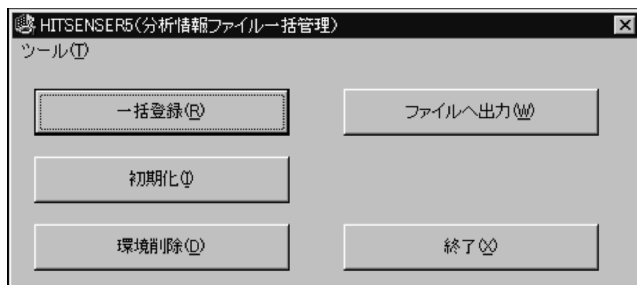 HITSENSER5(分析情報ファイル一括管理)
ツール(T)
一括登録(R)
ファイルへ出力(W)
初期化(I)
環境削除(D)
終了(X)